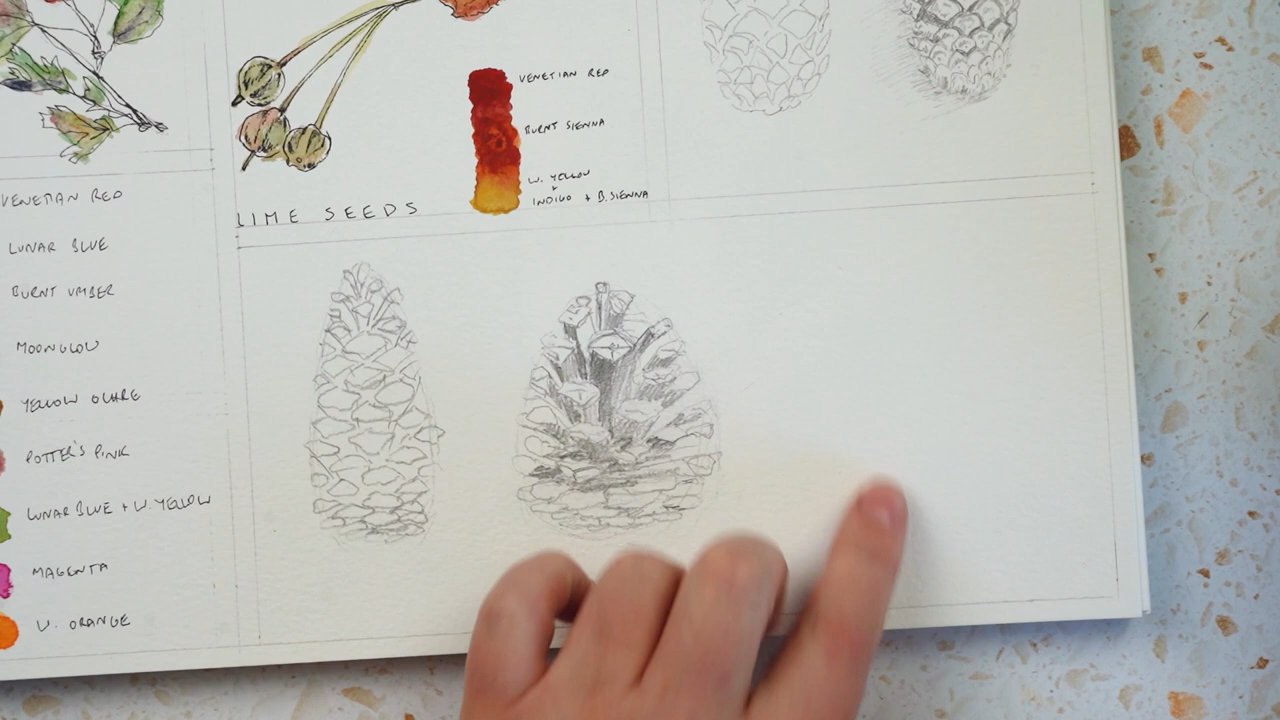 VENETIAN RED
LUNAR BLUE
BURNT UMBER
MOONGLOW
YELLOW OCHRE
POTTER'S PINK
LUNAR BLUE + W. YELLOW
MAGENTA
W. ORANGE
LIME SEEDS
VENETIAN RED
BURNT SIENNA
W. YELLOW
+
INDIGO + B. SIENNA